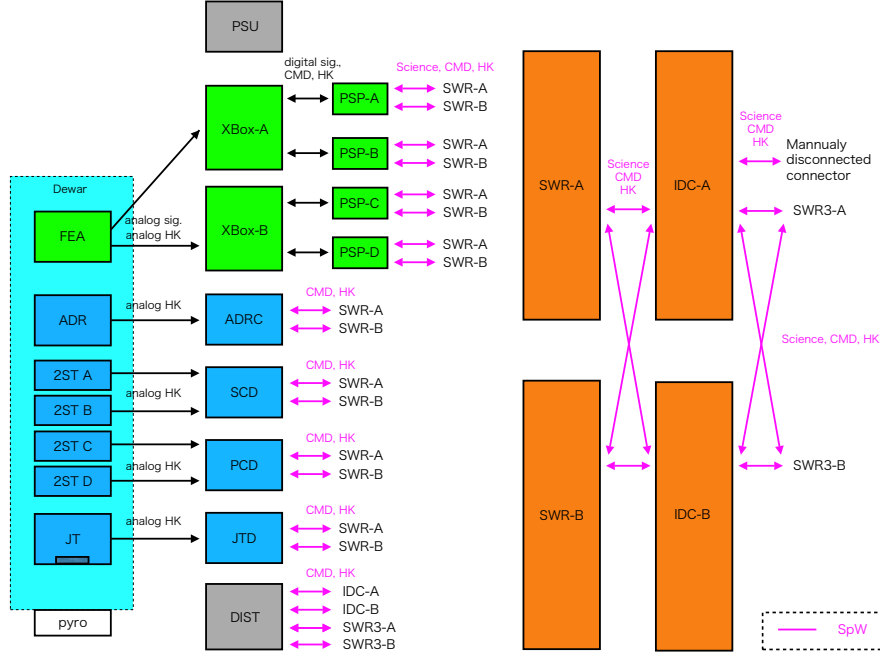 PSU
digital sig.,
CMD, HK
Science, CMD, HK
XBox-A
PSP-A
SWR-A
SWR-B
PSP-B
SWR-A
SWR-B
Dewar
FEA
analog sig.
analog HK
XBox-B
PSP-C
SWR-A
SWR-B
PSP-D
SWR-A
SWR-B
ADR
analog HK
ADRC
CMD, HK
SWR-A
SWR-B
2ST A
2ST B
analog HK
SCD
CMD, HK
SWR-A
SWR-B
2ST C
2ST D
analog HK
PCD
CMD, HK
SWR-A
SWR-B
JT
analog HK
JTD
SWR-A
SWR-B
pyro
DIST
CMD, HK
IDC-A
IDC-B
SWR3-A
SWR3-B
SWR-A
Science
CMD
HK
IDC-A
Science
CMD
HK
Mannualy
disconnected
connector
SWR3-A
Science, CMD, HK
SWR-B
IDC-B
SWR3-B
SpW